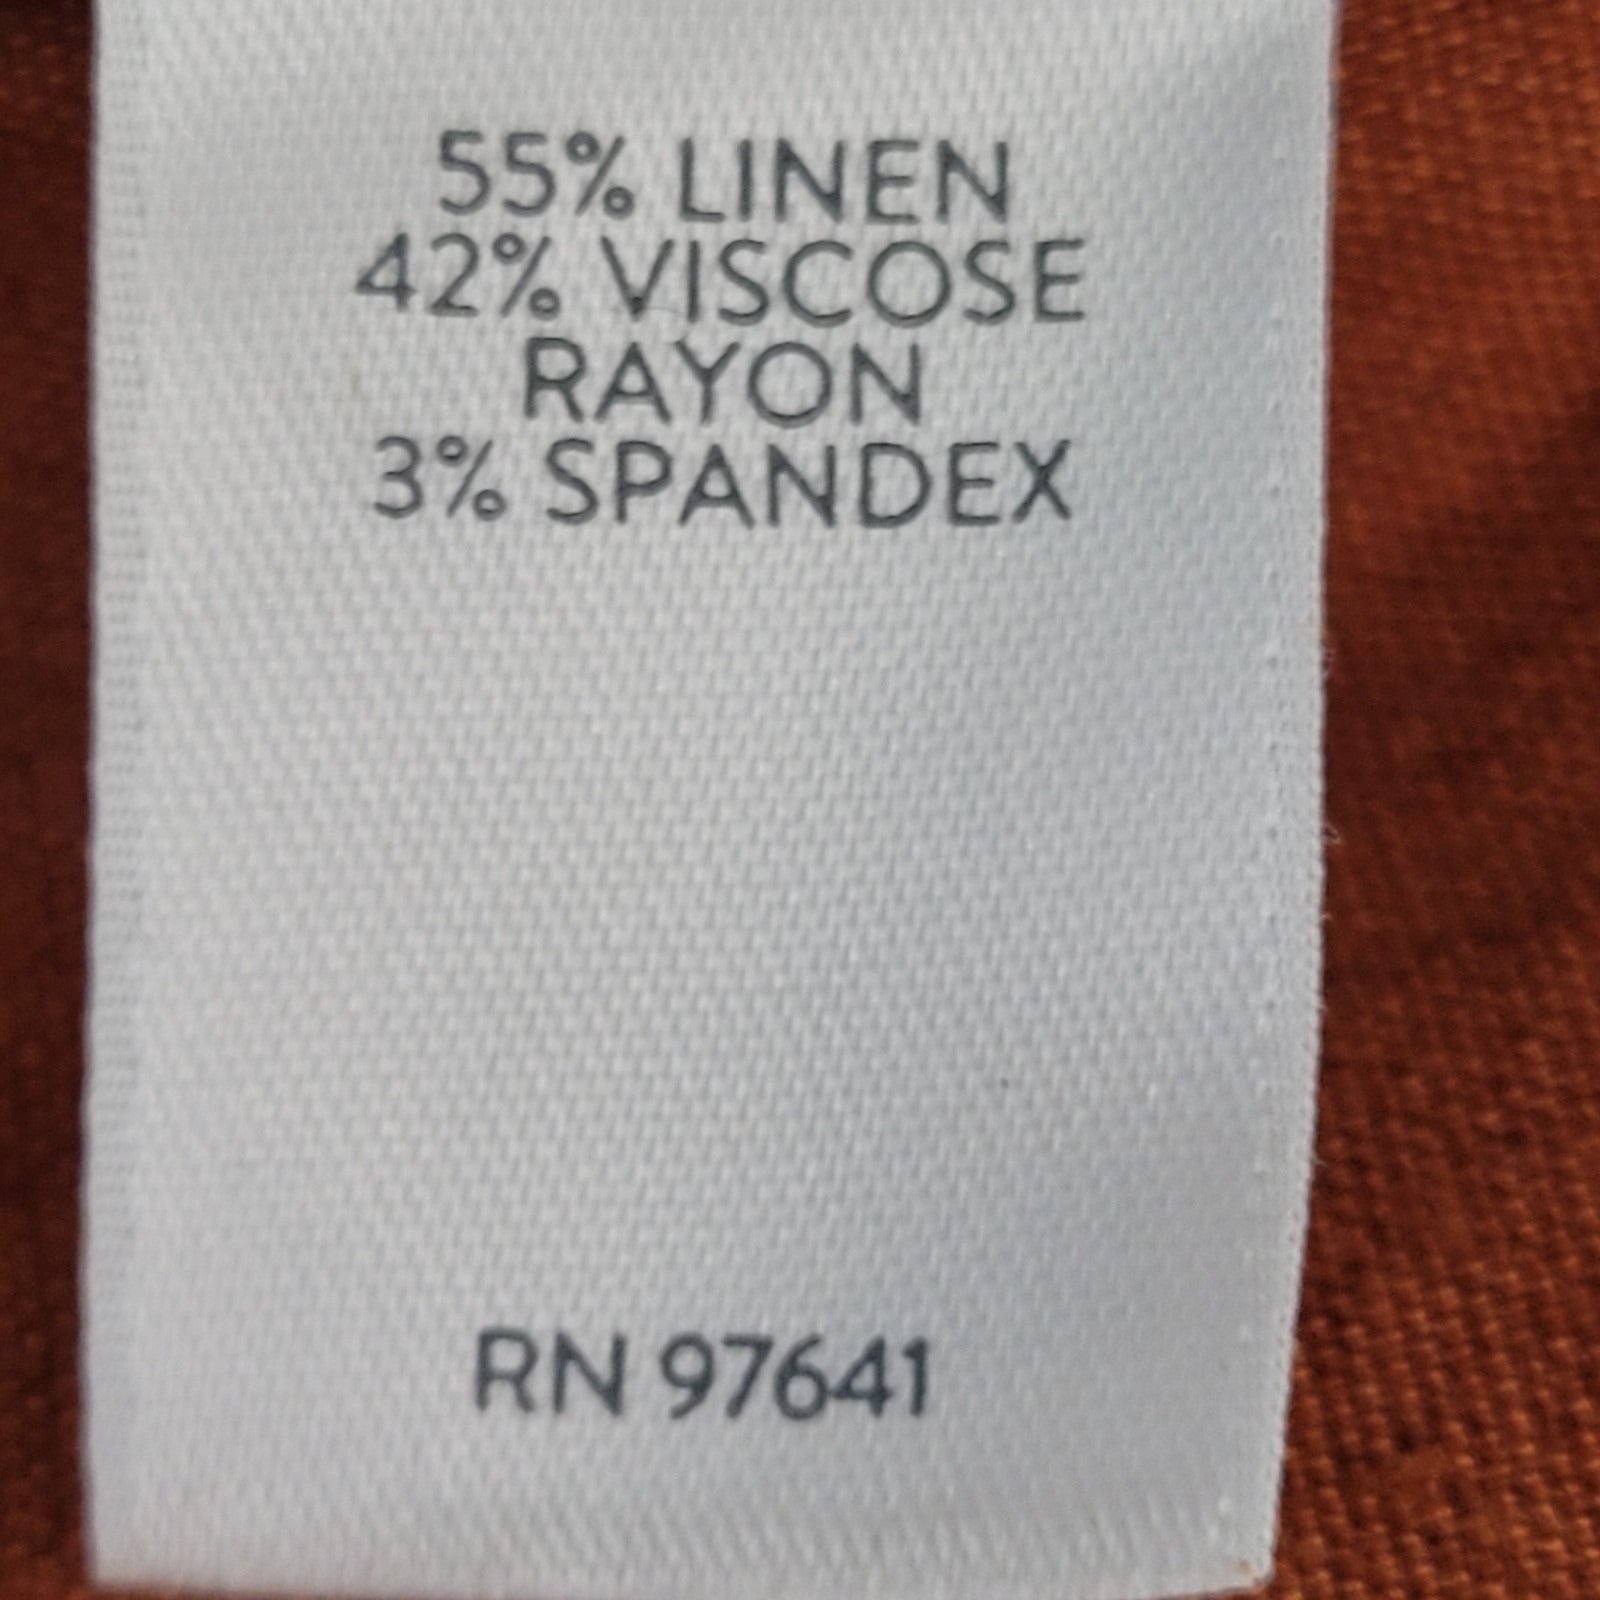 55% LINEN
42% VISCOSE
RAYON
3% SPANDEX
RN 97641